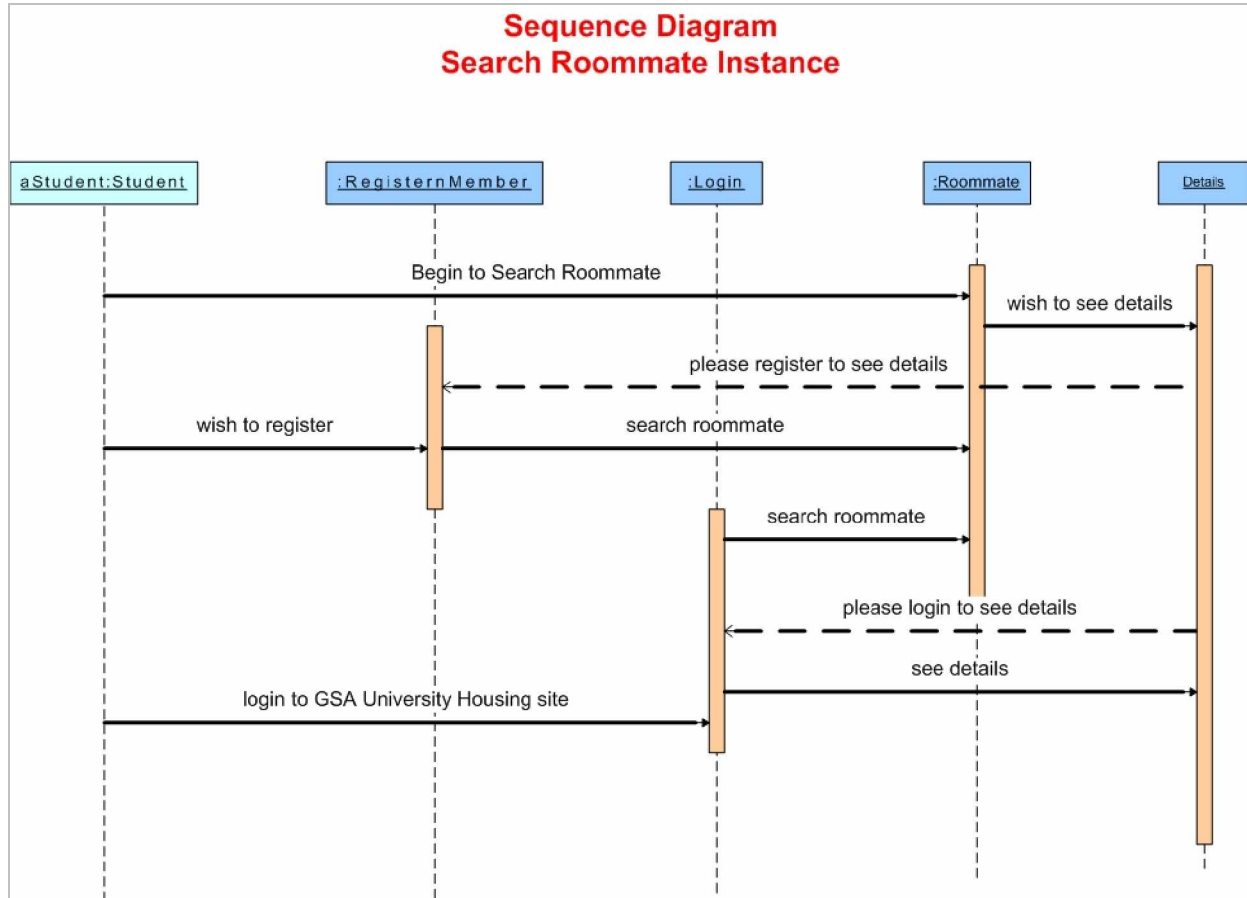 Sequence Diagram
Search Roommate Instance
aStudent:Student
:RegisternMember
:Login
:Roommate
Details
Begin to Search Roommate
wish to see details
please register to see details
wish to register
search roommate
search roommate
please login to see details
see details
login to GSA University Housing site